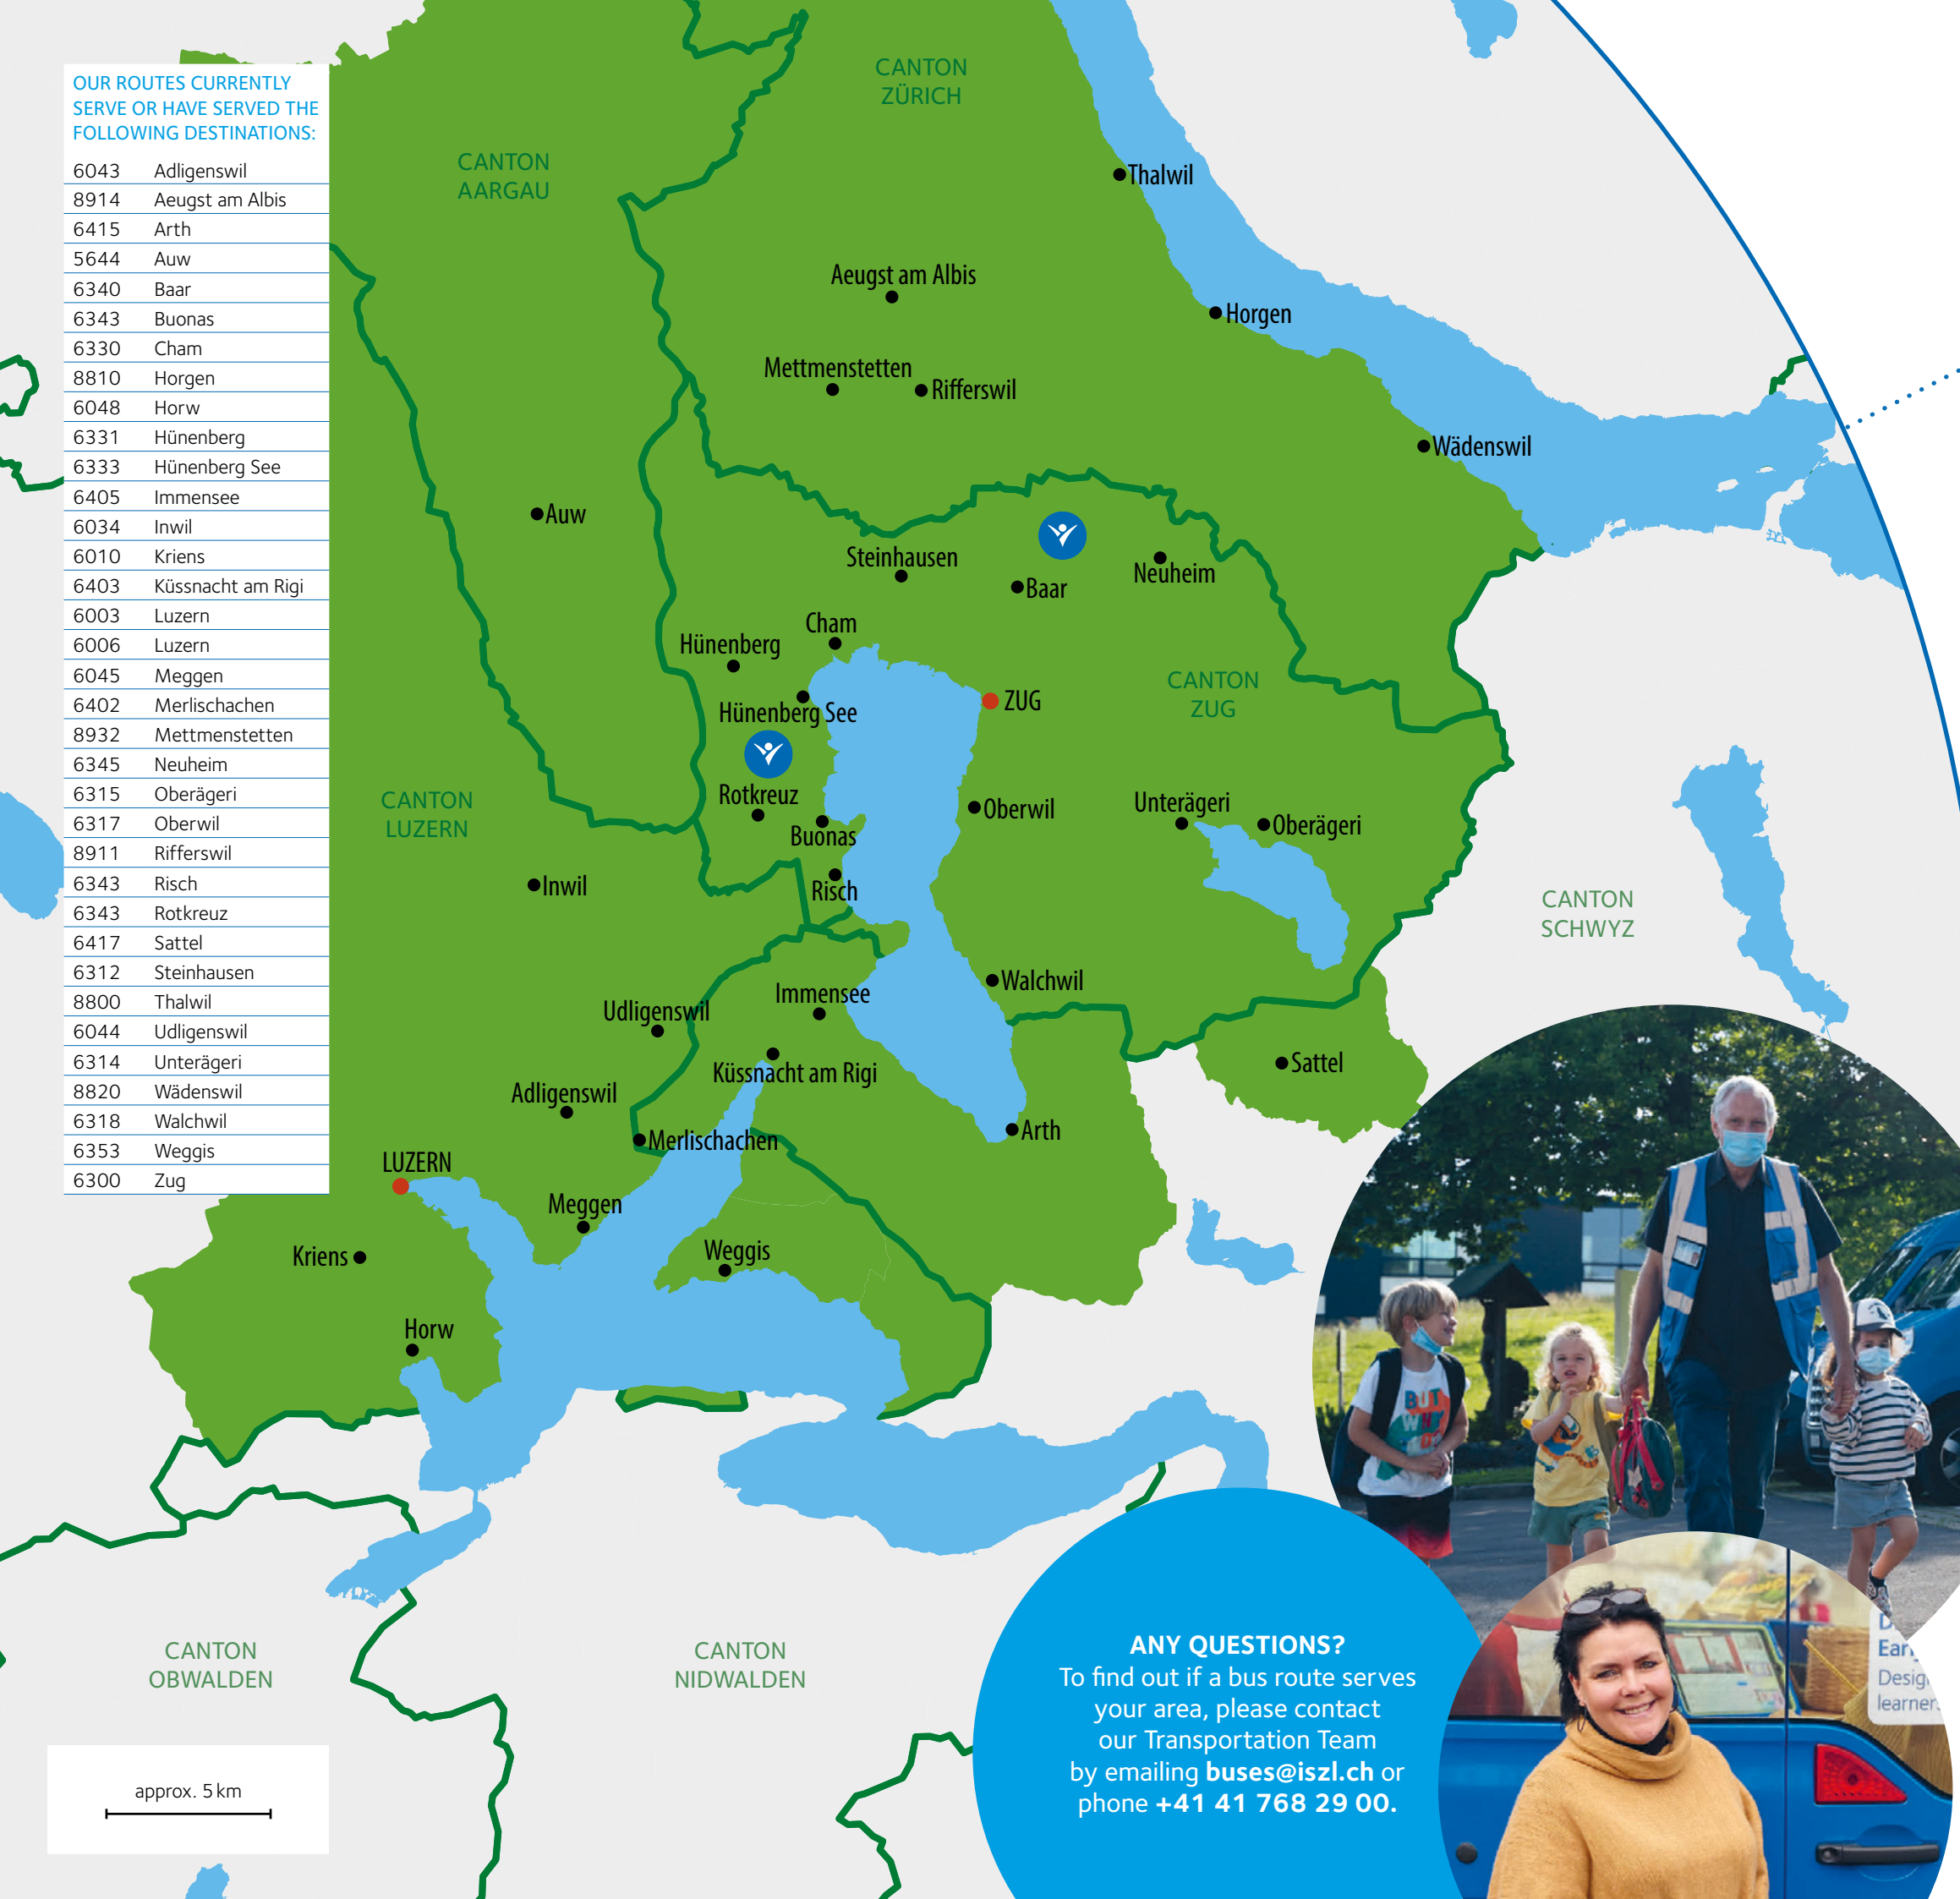 OUR ROUTES CURRENTLY
SERVE OR HAVE SERVED THE
FOLLOWING DESTINATIONS:
6043 Adligenswil
8914 Aeugst am Albis
6415 Arth
5644 Auw
6340 Baar
6343 Buonas
6330 Cham
8810 Horgen
6048 Horw
6331 Hünenberg
6333 Hünenberg See
6405 Immensee
6034 Inwil
6010 Kriens
6403 Küssnacht am Rigi
6003 Luzern
6006 Luzern
6045 Meggen
6402 Merlischachen
8932 Mettmenstetten
6345 Neuheim
6315 Oberägeri
6317 Oberwil
8911 Rifferswil
6343 Risch
6343 Rotkreuz
6417 Sattel
6312 Steinhausen
8800 Thalwil
6044 Udligenswil
6314 Unterägeri
8820 Wädenswil
6318 Walchwil
6353 Weggis
6300 Zug
CANTON
ZÜRICH
CANTON
AARGAU
Thalwil
Aeugst am Albis
Horgen
Mettmenstetten
Rifferswil
Wädenswil
Auw
Steinhausen
Neuheim
Baar
Cham
Hünenberg
CANTON
ZUG
ZUG
Hünenberg See
Rotkreuz
CANTON
LUZERN
Unterägeri
Oberwil
Oberägeri
Buonas
Inwil
Risch
CANTON
SCHWYZ
Walchwil
Immensee
Udligenswil
Sattel
Küssnacht am Rigi
Adligenswil
Arth
Merlischachen
LUZERN
Meggen
Weggis
Kriens
Horw
CANTON
OBWALDEN
CANTON
NIDWALDEN
approx. 5 km
ANY QUESTIONS?
To find out if a bus route serves
your area, please contact
our Transportation Team
by emailing buses@iszl.ch or
phone +41 41 768 29 00.
BUT
Desig
learner